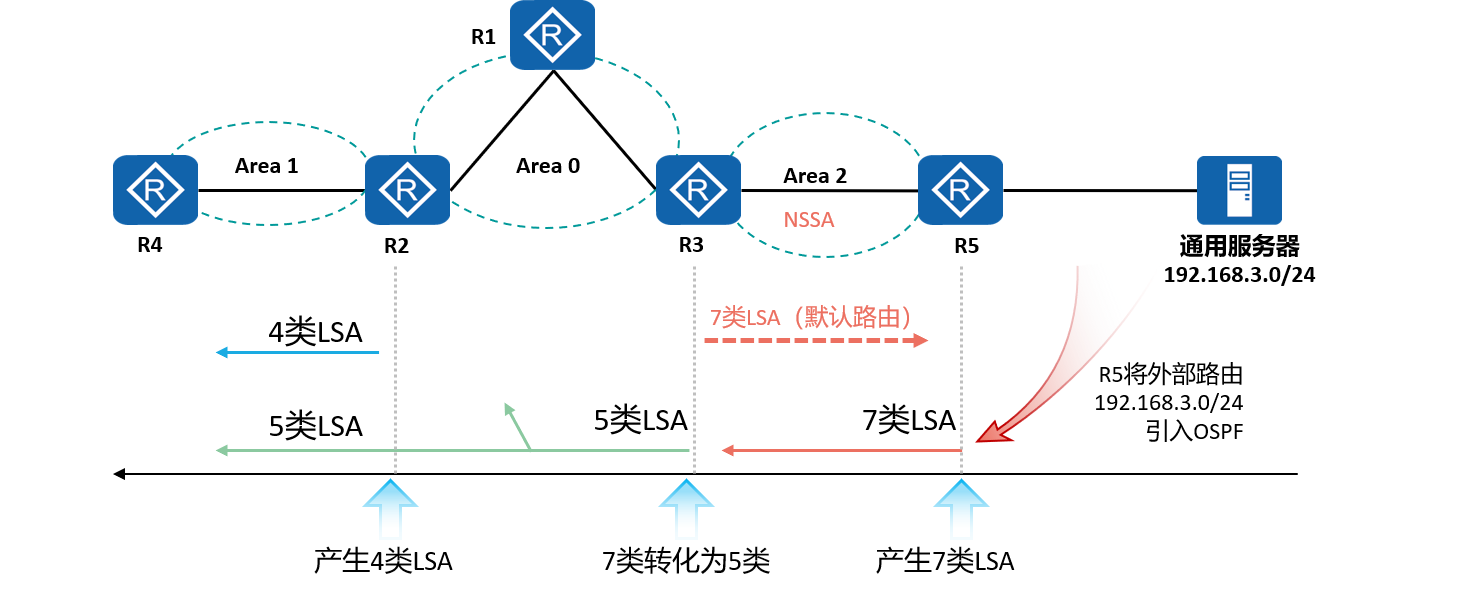 R1
R
Area 1
Area 0
Area 2
NSSA
R
R
R
R
R4
R2
R3
R5
通用服务器
192.168.3.0/24
4类LSA
7类LSA（默认路由）
R5将外部路由
192.168.3.0/24
引入OSPF
5类LSA
5类LSA
7类LSA
产生4类LSA
7类转化为5类
产生7类LSA